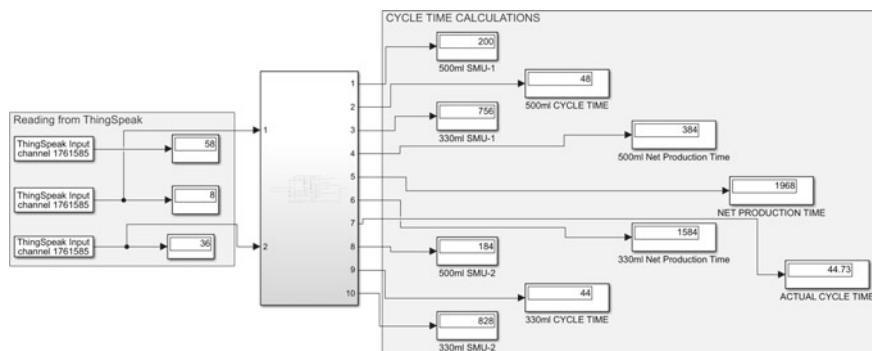 CYCLE TIME CALCULATIONS
200
500ml SMU-1
1
2
48
500ml CYCLE TIME
Reading from ThingSpeak
756
330ml SMU-1
3
1
ThingSpeak Input
channel 1761585
58
4
384
500ml Net Production Time
5
1968
NET PRODUCTION TIME
ThingSpeak Input
channel 1761585
8
6
7
1584
330ml Net Production Time
ThingSpeak Input
channel 1761585
36
2
8
184
500ml SMU-2
9
44.73
ACTUAL CYCLE TIME
44
330ml CYCLE TIME
10
828
330ml SMU-2